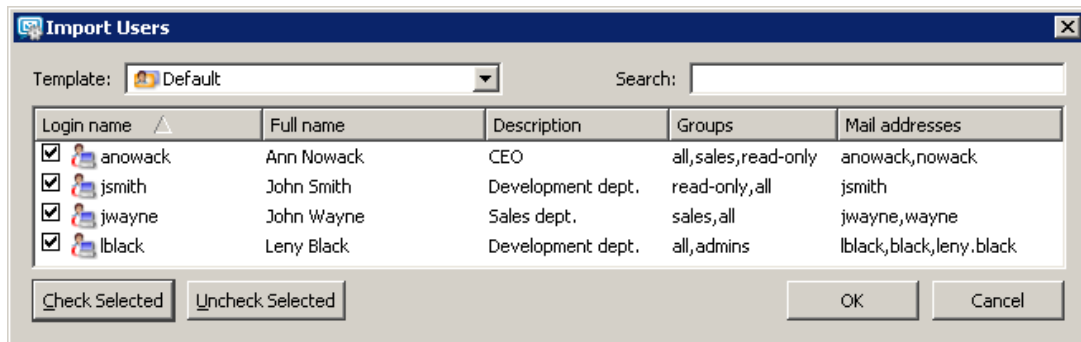 Import Users
Template: Default Search:
Login name Full name Description Groups Mail addresses
anowack Ann Nowack CEO all,sales,read-only anowack,nowack
jsmith John Smith Development dept. read-only,all jsmith
jwayne John Wayne Sales dept. sales,all jwayne,wayne
lblack Leny Black Development dept. all,admins lblack,black,leny.black
Check Selected Uncheck Selected OK Cancel